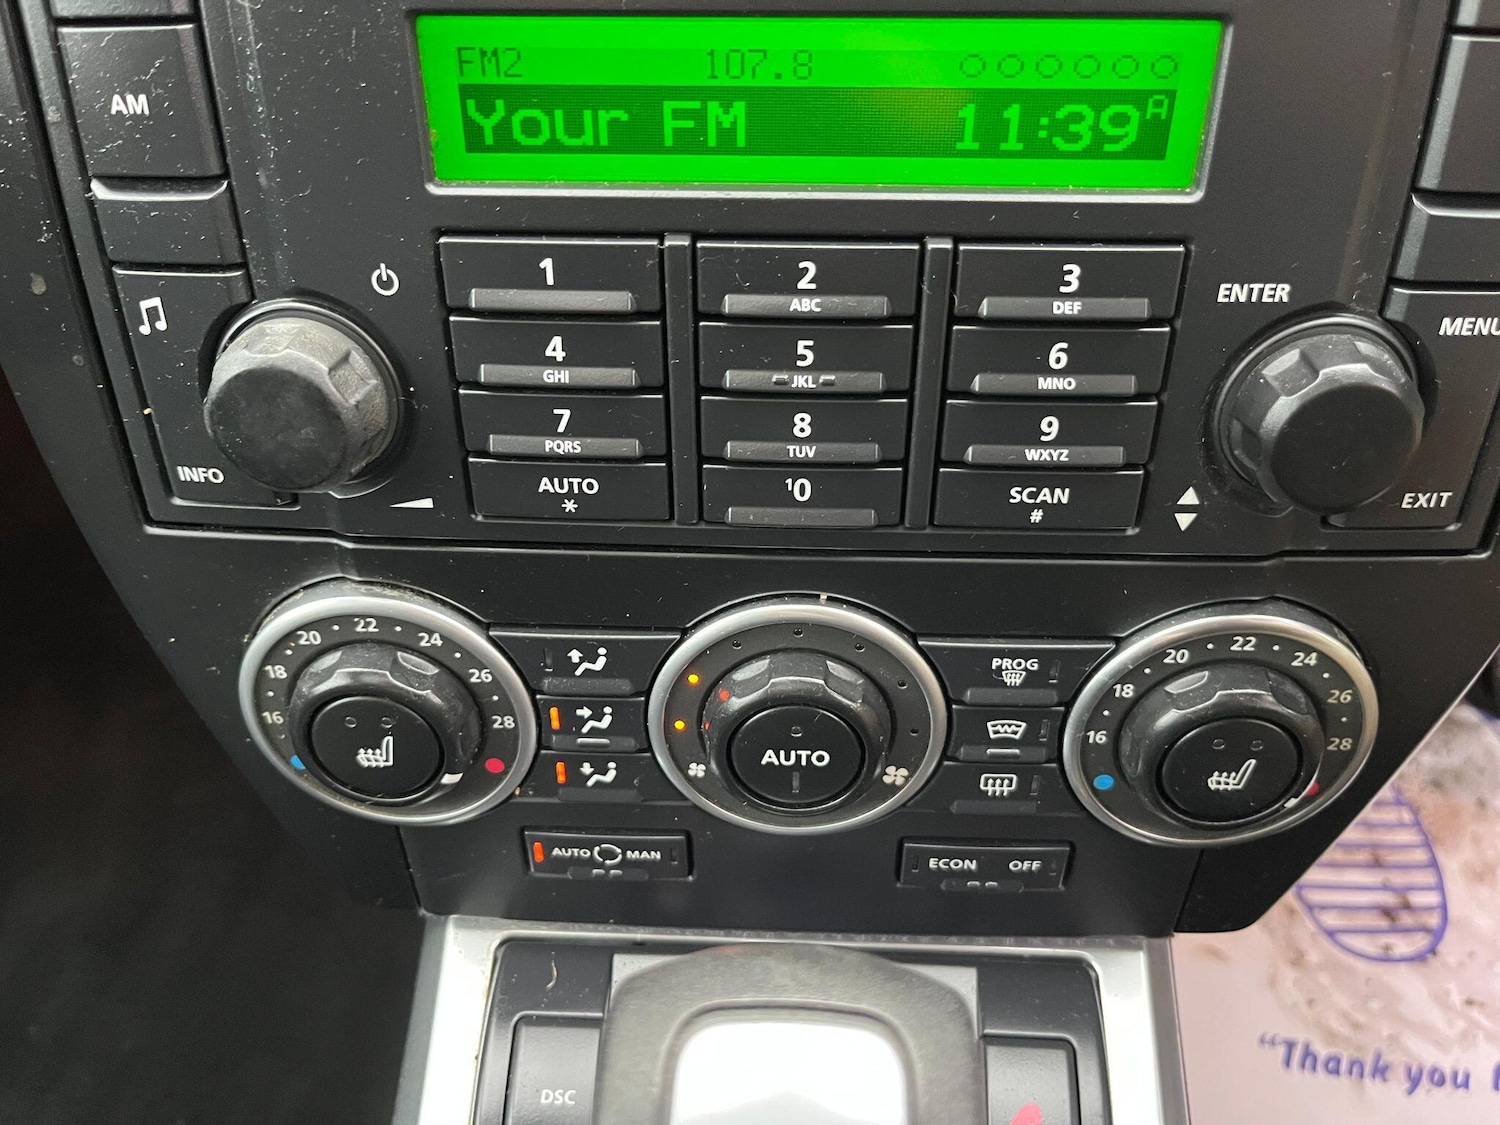 FM2 107.8
Your FM 11:39 A
AM
1
2
ABC
3
DEF
ENTER
MENU
4
GHI
5
JKL
6
MNO
7
PQRS
8
TUV
9
WXYZ
INFO
AUTO
*
10
SCAN
#
EXIT
16 18 20 22 24 26 28
AUTO
PROG
16 18 20 22 24 26 28
AUTO MAN
ECON OFF
DSC
"Thank you